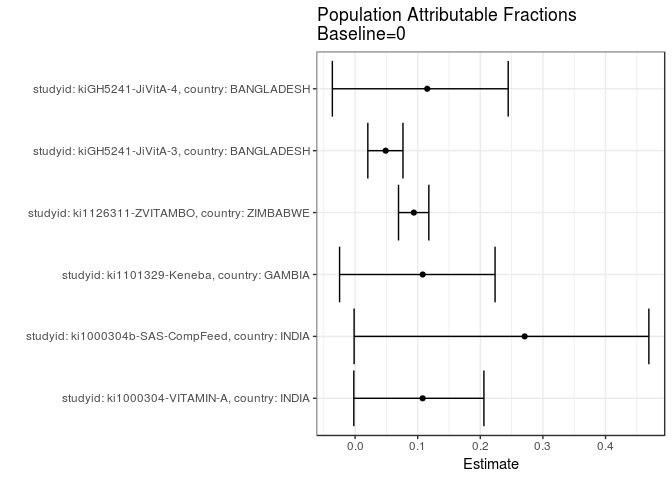 Population Attributable Fractions
Baseline=0
studyid: kiGH5241-JiVitA-4, country: BANGLADESH
studyid: kiGH5241-JiVitA-3, country: BANGLADESH
studyid: ki1126311-ZVITAMBO, country: ZIMBABWE
studyid: ki1101329-Keneba, country: GAMBIA
studyid: ki1000304b-SAS-CompFeed, country: INDIA
studyid: ki1000304-VITAMIN-A, country: INDIA
0.0 0.1 0.2 0.3 0.4
Estimate